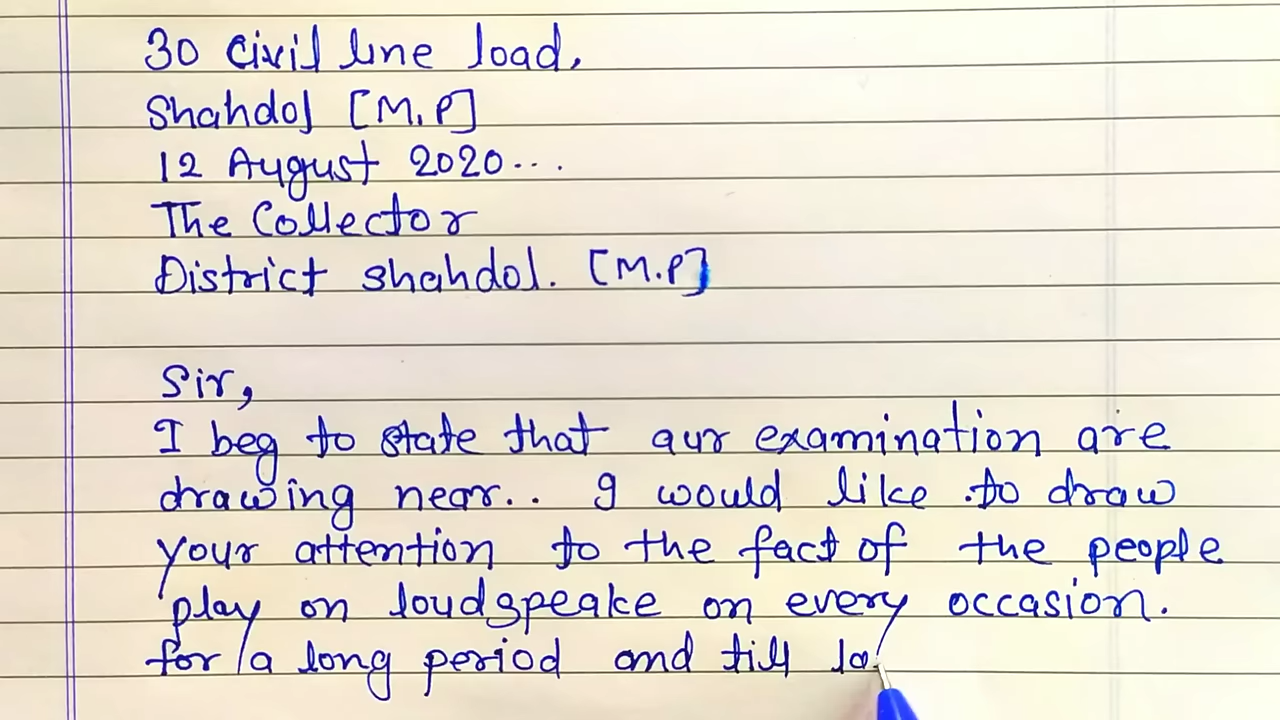 30 Civil line load,
Shahdol [M.P]
12 August 2020...
The Collector
District shahdol. [M.P]
Sir,
I beg to state that our examination are
drawing near.. I would like to draw
your attention to the fact of the people
play on loudspeake on every occasion.
for a long period and till la